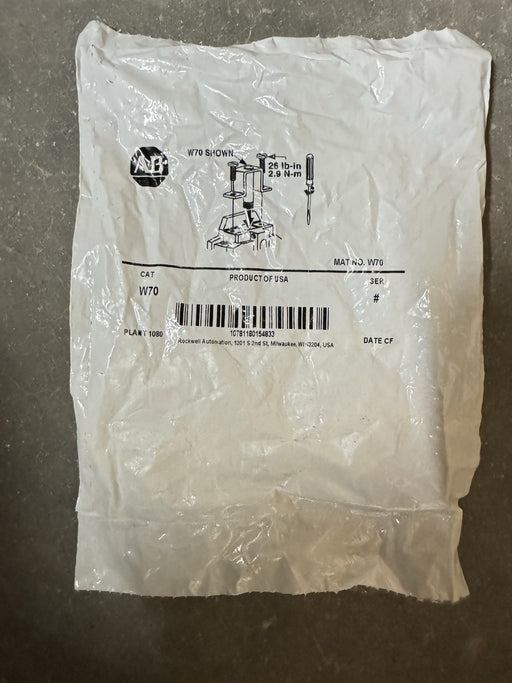 W70 SHOWN
26 lb-in
2.9 N-m
AB
MAT NO. W70
CAT
PRODUCT OF USA
SER
W70
#
10781180154833
PLANT 1080
DATE CF
Rockwell Automation, 1201 S 2nd St, Milwaukee, WI 53204, USA